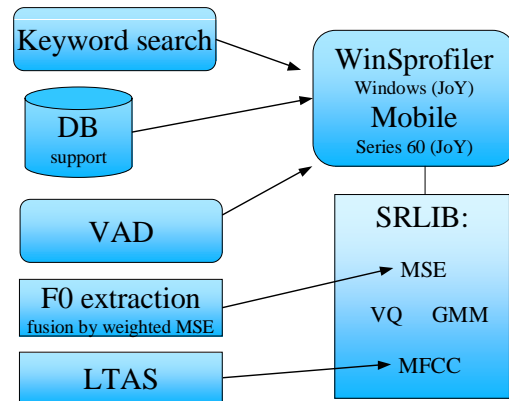 Keyword search
DB
support
VAD
F0 extraction
fusion by weighted MSE
LTAS
WinSprofiler
Windows (JoY)
Mobile
Series 60 (JoY)
SRLIB:
MSE
VQ GMM
MFCC